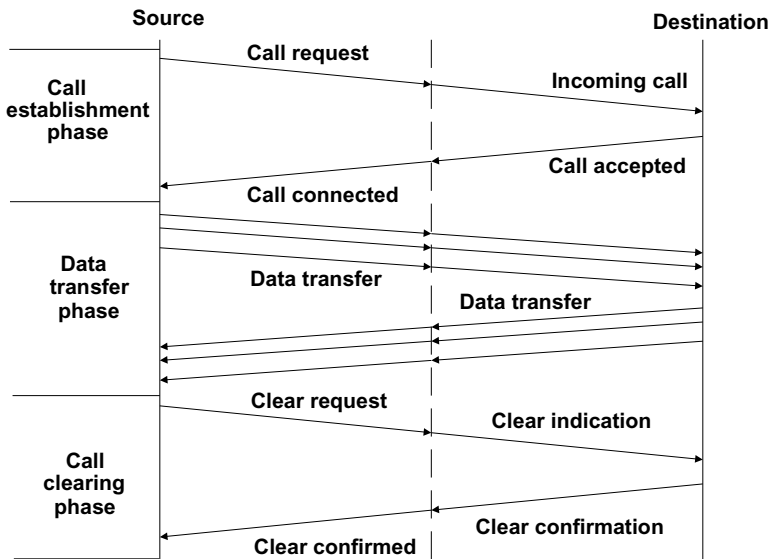 Source
Destination
Call request
Incoming call
Call
establishment
phase
Call accepted
Call connected
Data
transfer
phase
Data transfer
Data transfer
Clear request
Clear indication
Call
clearing
phase
Clear confirmation
Clear confirmed